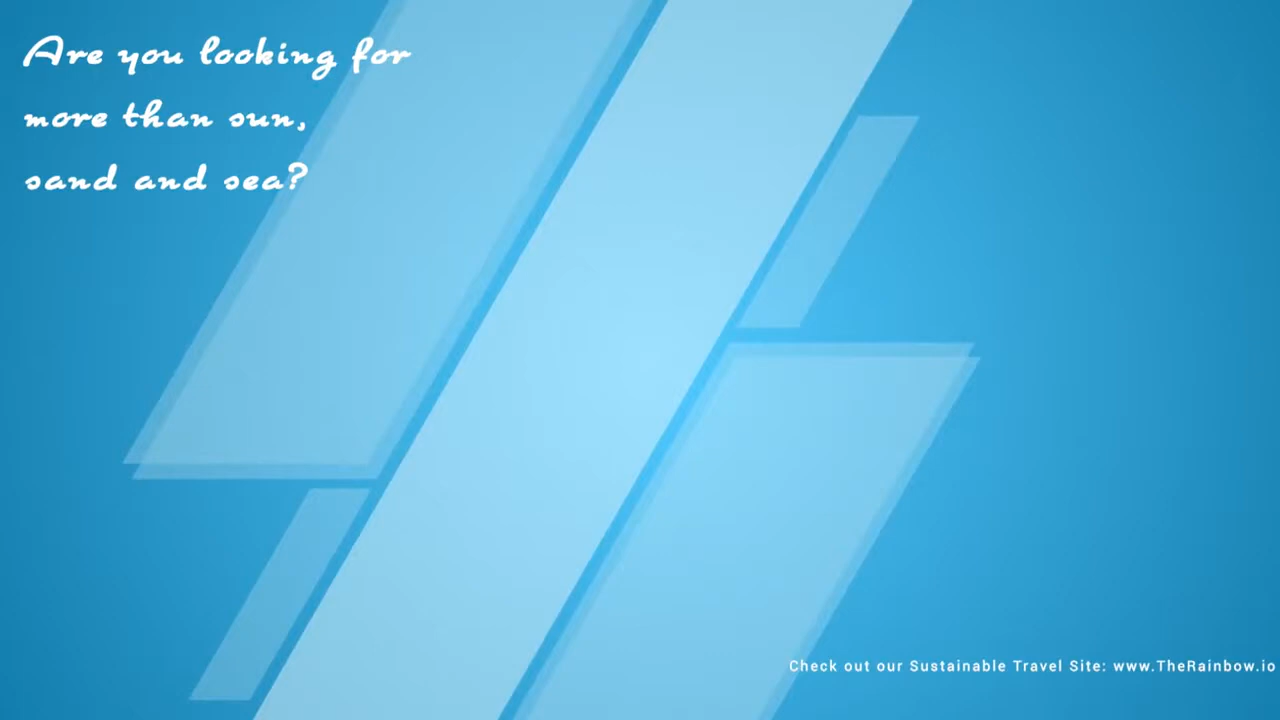 Are you looking for
more than sun,
sand and sea?
Check out our Sustainable Travel Site: www.TheRainbow.io